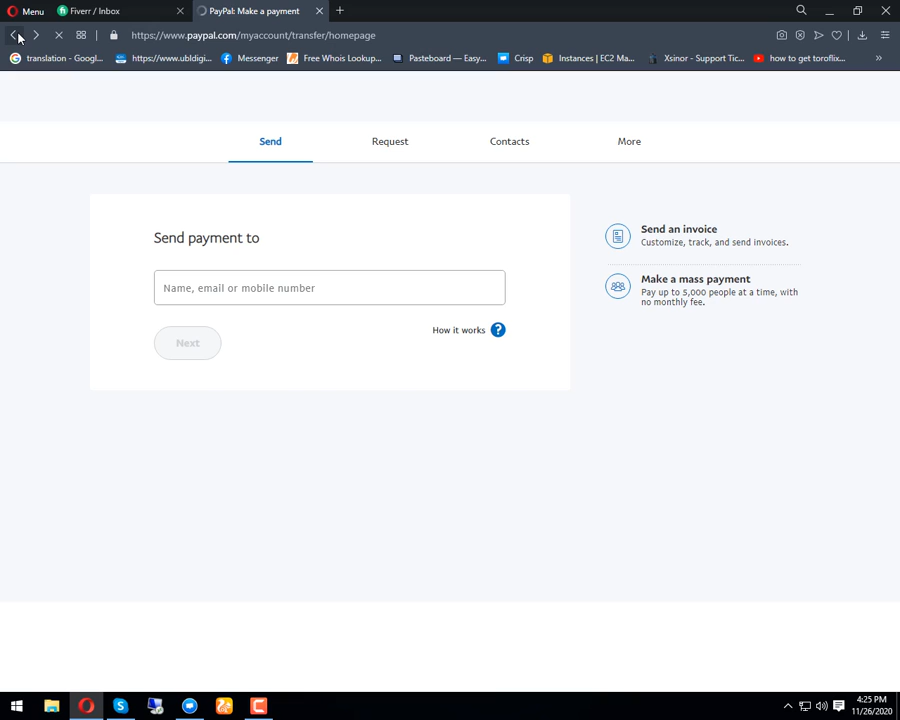 Menu
Fiverr / Inbox
PayPal: Make a payment
https://www.paypal.com/myaccount/transfer/homepage
translation - Googl...
https://www.ubldigi...
Messenger
Free Whois Lookup...
Pasteboard — Easy...
Crisp
Instances | EC2 Ma...
Xsinor - Support Tic...
how to get toroflix...
»
Send
Request
Contacts
More
Send payment to
Name, email or mobile number
Next
How it works ?
Send an invoice
Customize, track, and send invoices.
Make a mass payment
Pay up to 5,000 people at a time, with
no monthly fee.
4:25 PM
11/26/2020